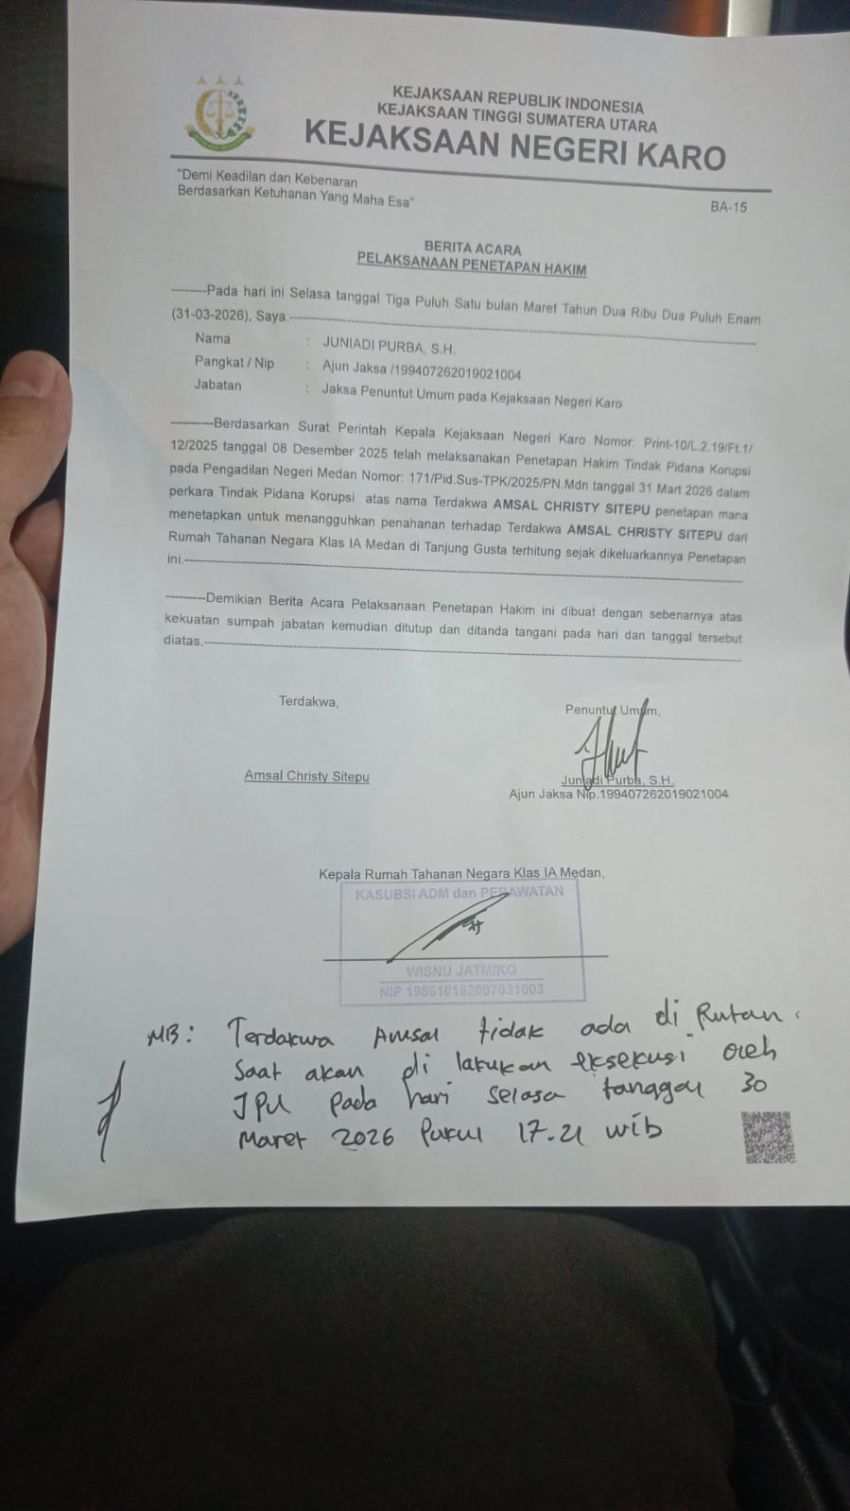 KEJAKSAAN REPUBLIK INDONESIA
KEJAKSAAN TINGGI SUMATERA UTARA
KEJAKSAAN NEGERI KARO
"Demi Keadilan dan Kebenaran
Berdasarkan Ketuhanan Yang Maha Esa"
BA-15
BERITA ACARA
PELAKSANAAN PENETAPAN HAKIM
---------Pada hari ini Selasa tanggal Tiga Puluh Satu bulan Maret Tahun Dua Ribu Dua Puluh Enam
(31-03-2026), Saya:---------
Nama : JUNIADI PURBA, S.H.
Pangkat / Nip : Ajun Jaksa /199407262019021004
Jabatan : Jaksa Penuntut Umum pada Kejaksaan Negeri Karo
---------Berdasarkan Surat Perintah Kepala Kejaksaan Negeri Karo Nomor: Print-10/L.2.19/Ft.1/
12/2025 tanggal 08 Desember 2025 telah melaksanakan Penetapan Hakim Tindak Pidana Korupsi
pada Pengadilan Negeri Medan Nomor: 171/Pid.Sus-TPK/2025/PN.Mdn tanggal 31 Mart 2026 dalam
perkara Tindak Pidana Korupsi atas nama Terdakwa AMSAL CHRISTY SITEPU penetapan mana
menetapkan untuk menangguhkan penahanan terhadap Terdakwa AMSAL CHRISTY SITEPU dari
Rumah Tahanan Negara Klas IA Medan di Tanjung Gusta terhitung sejak dikeluarkannya Penetapan
ini.---------
---------Demikian Berita Acara Pelaksanaan Penetapan Hakim ini dibuat dengan sebenarnya atas
kekuatan sumpah jabatan kemudian ditutup dan ditanda tangani pada hari dan tanggal tersebut
diatas.---------
Terdakwa,
Amsal Christy Sitepu
Penuntut Umum,
Juniadi Purba, S.H.
Ajun Jaksa Nip.199407262019021004
Kepala Rumah Tahanan Negara Klas IA Medan,
KASUBSI ADM dan PERAWATAN
WISNU JATMIKO
NIP 198610162007031003
NB: Terdakwa Amsal tidak ada di Rutan
saat akan di lakukan eksekusi oleh
JPU pada hari selasa tanggal 30
Maret 2026 Pukul 17.21 wib